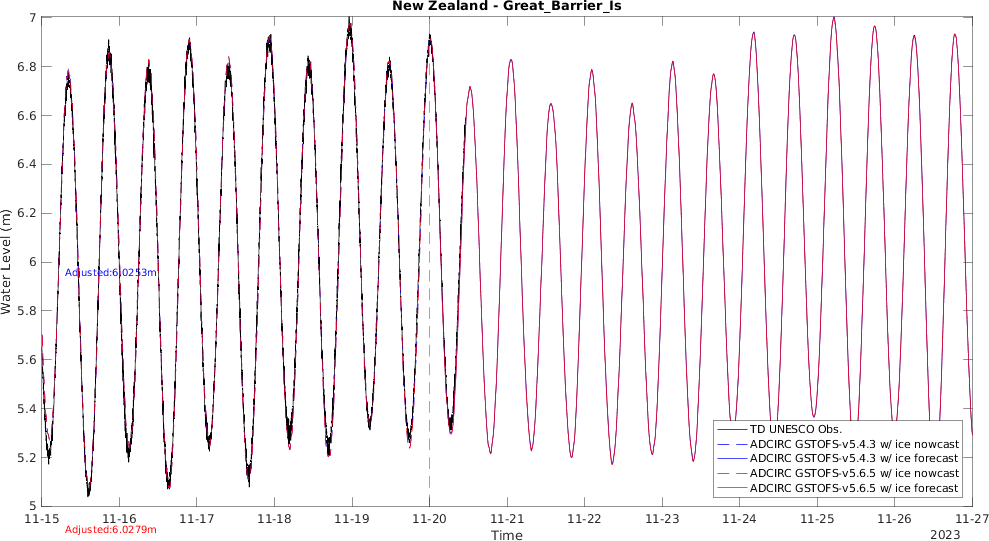 New Zealand - Great_Barrier_Is
7
6.8
6.6
6.4
6.2
6
5.8
5.6
5.4
5.2
5
Water Level (m)
Adjusted:6.0253m
Adjusted:6.0279m
TD UNESCO Obs.
ADCIRC GSTOFS-v5.4.3 w/ ice nowcast
ADCIRC GSTOFS-v5.4.3 w/ ice forecast
ADCIRC GSTOFS-v5.6.5 w/ ice nowcast
ADCIRC GSTOFS-v5.6.5 w/ ice forecast
11-15 11-16 11-17 11-18 11-19 11-20 11-21 11-22 11-23 11-24 11-25 11-26 11-27
Time
2023